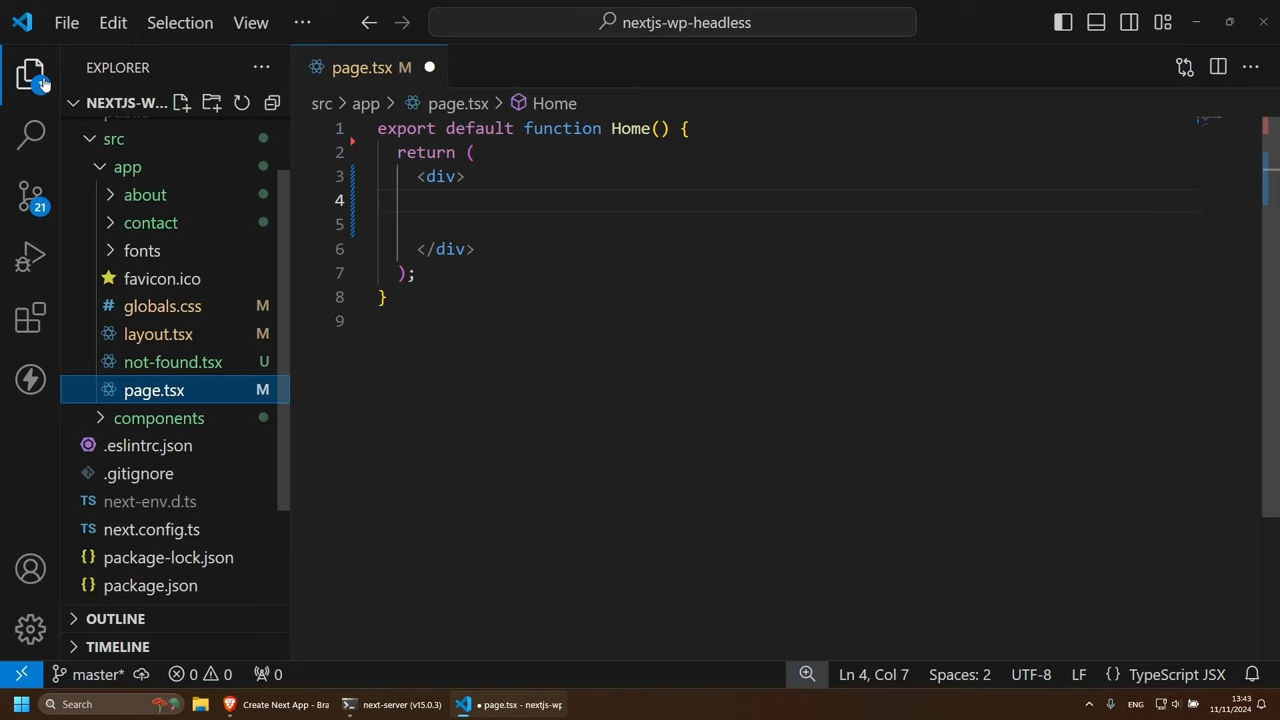 File Edit Selection View nextjs-wp-headless
EXPLORER
page.tsx M
NEXTJS-W...
src > app > page.tsx > Home
src
app
about
contact
fonts
favicon.ico
globals.css M
layout.tsx M
not-found.tsx U
page.tsx M
components
.eslintrc.json
.gitignore
TS next-env.d.ts
TS next.config.ts
{} package-lock.json
{} package.json
OUTLINE
TIMELINE
21
1 export default function Home() {
2 return (
3 <div>
4
5
6 </div>
7 );
8 }
9
master* 0 0 0 Ln 4, Col 7 Spaces: 2 UTF-8 LF {} TypeScript JSX
Search Create Next App - Bra next-server (v15.0.3) page.tsx - nextjs-wp ENG 13:43
11/11/2024